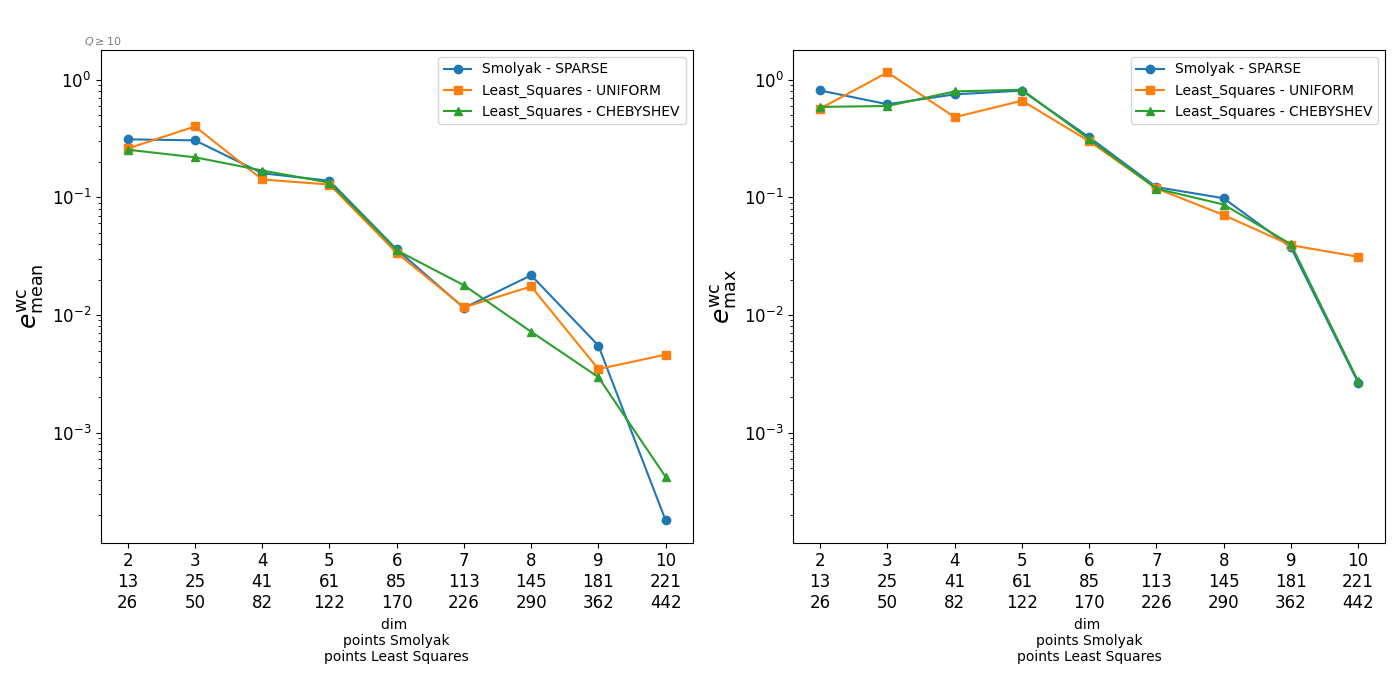 Q ≥ 10
10⁰
10⁻¹
10⁻²
10⁻³
e^wc_mean
Smolyak - SPARSE
Least_Squares - UNIFORM
Least_Squares - CHEBYSHEV
2 3 4 5 6 7 8 9 10
13 25 41 61 85 113 145 181 221
26 50 82 122 170 226 290 362 442
dim
points Smolyak
points Least Squares
10⁰
10⁻¹
10⁻²
10⁻³
e^wc_max
Smolyak - SPARSE
Least_Squares - UNIFORM
Least_Squares - CHEBYSHEV
2 3 4 5 6 7 8 9 10
13 25 41 61 85 113 145 181 221
26 50 82 122 170 226 290 362 442
dim
points Smolyak
points Least Squares